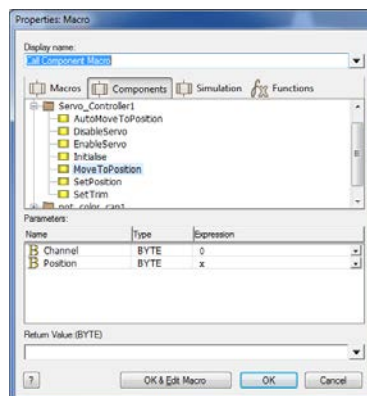 Properties: Macro
Display name:
Call Component Macro
Macros Components Simulation Functions
Servo_Controller1
AutoMoveToPosition
DisableServo
EnableServo
Initialise
MoveToPosition
SetPosition
SetTrim
Parameters:
Name Type Expression
B Channel BYTE 0
B Position BYTE x
Return Value (BYTE)
? OK & Edit Macro OK Cancel